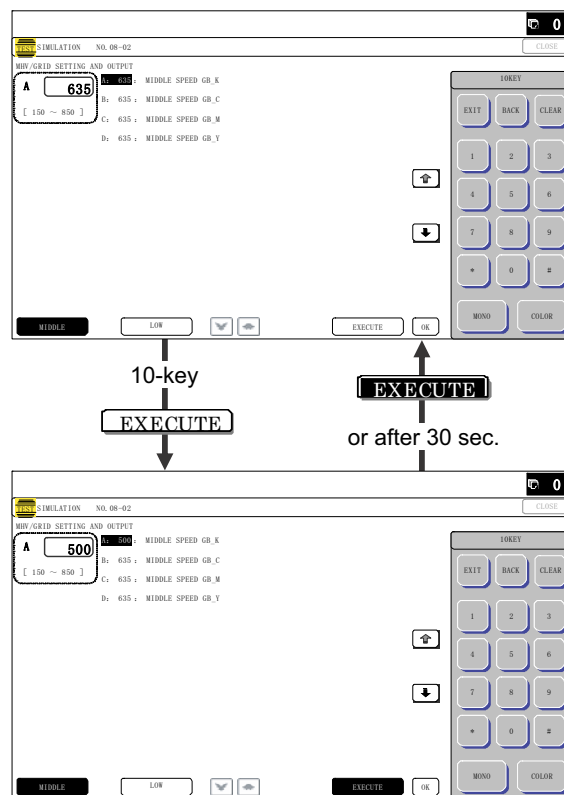 0
TEST SIMULATION NO. 08-02 CLOSE
MHV/GRID SETTING AND OUTPUT
A 635
[ 150 ~ 850 ]
A: 635 : MIDDLE SPEED GB_K
B: 635 : MIDDLE SPEED GB_C
C: 635 : MIDDLE SPEED GB_M
D: 635 : MIDDLE SPEED GB_Y
10KEY
EXIT BACK CLEAR
1 2 3
4 5 6
7 8 9
* 0 #
MONO COLOR
MIDDLE LOW EXECUTE OK
10-key
EXECUTE
EXECUTE
or after 30 sec.
0
TEST SIMULATION NO. 08-02 CLOSE
MHV/GRID SETTING AND OUTPUT
A 500
[ 150 ~ 850 ]
A: 500 : MIDDLE SPEED GB_K
B: 635 : MIDDLE SPEED GB_C
C: 635 : MIDDLE SPEED GB_M
D: 635 : MIDDLE SPEED GB_Y
10KEY
EXIT BACK CLEAR
1 2 3
4 5 6
7 8 9
* 0 #
MONO COLOR
MIDDLE LOW EXECUTE OK